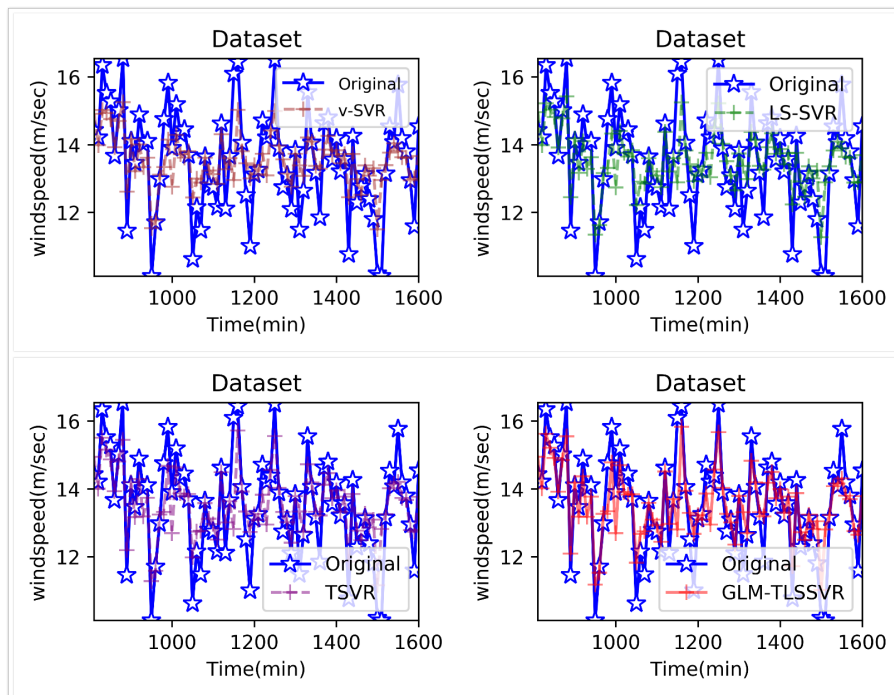 Dataset
windspeed(m/sec)
16
14
12
Original
v-SVR
1000 1200 1400 1600
Time(min)
Dataset
windspeed(m/sec)
16
14
12
Original
LS-SVR
1000 1200 1400 1600
Time(min)
Dataset
windspeed(m/sec)
16
14
12
Original
TSVR
1000 1200 1400 1600
Time(min)
Dataset
windspeed(m/sec)
16
14
12
Original
GLM-TLSSVR
1000 1200 1400 1600
Time(min)